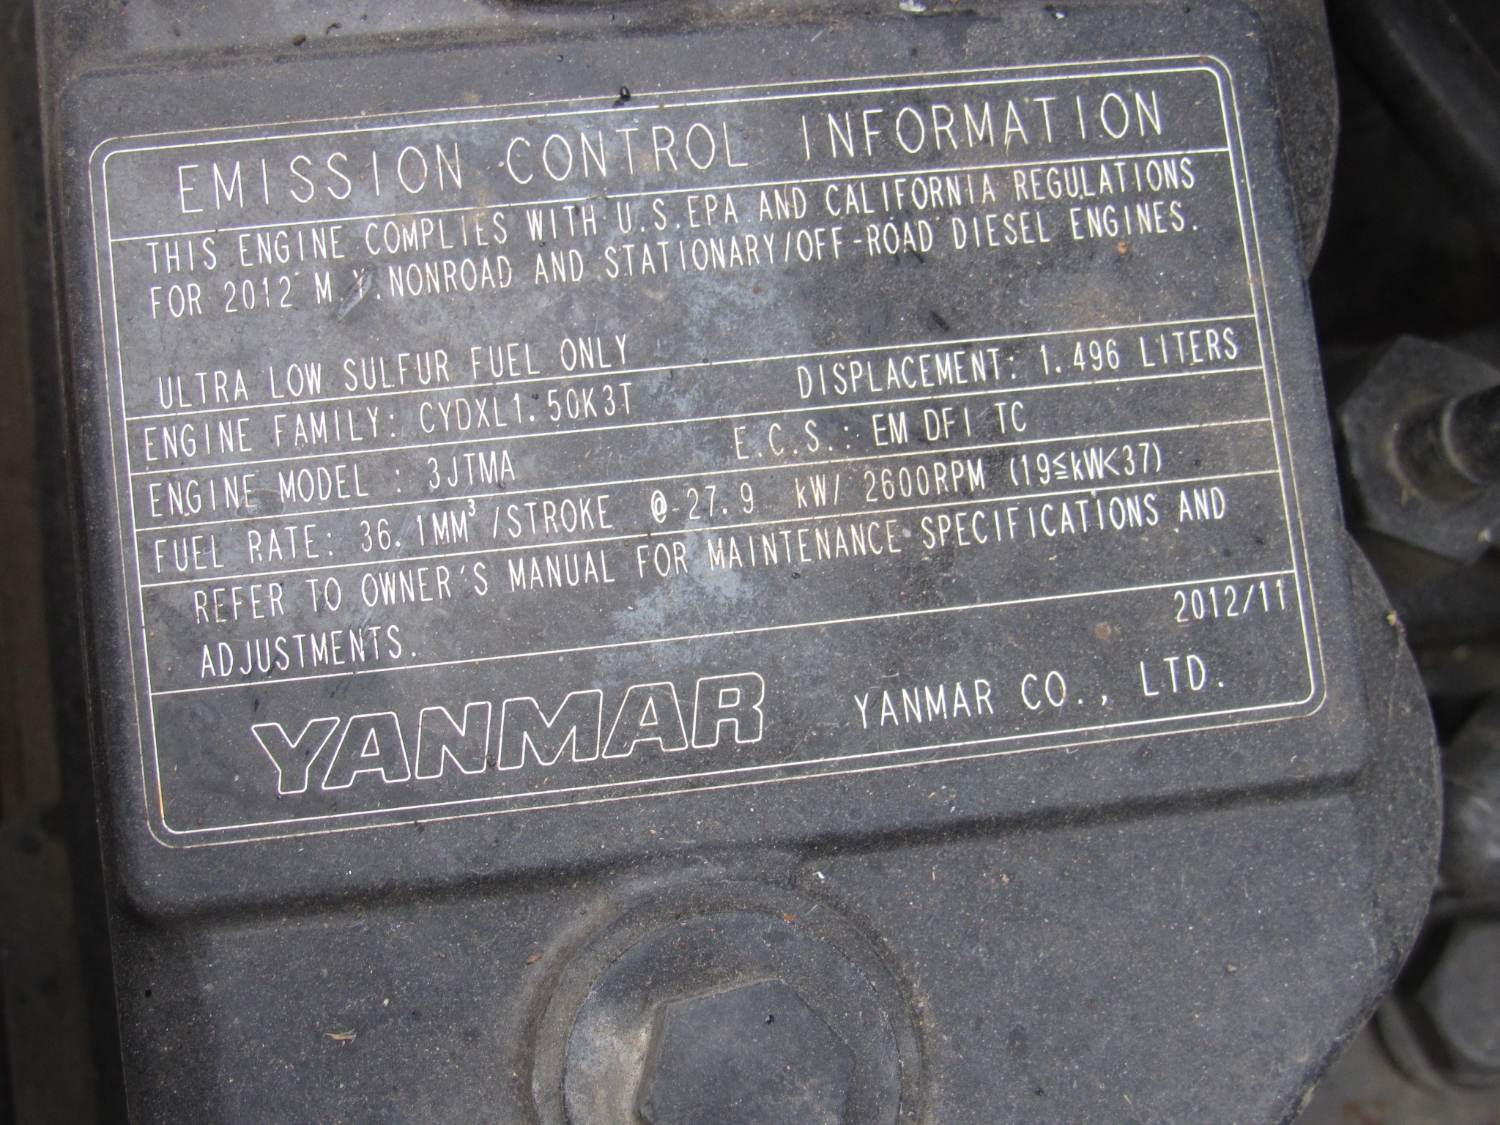 EMISSION CONTROL INFORMATION
THIS ENGINE COMPLIES WITH U.S.EPA AND CALIFORNIA REGULATIONS
FOR 2012 M.Y.NONROAD AND STATIONARY/OFF-ROAD DIESEL ENGINES.
ULTRA LOW SULFUR FUEL ONLY
ENGINE FAMILY: CYDXL1.50K3T DISPLACEMENT: 1.496 LITERS
ENGINE MODEL : 3JTMA E.C.S.: EM DFI TC
FUEL RATE: 36.1MM³/STROKE @ 27.9 kW/ 2600RPM (19≦kW<37)
REFER TO OWNER'S MANUAL FOR MAINTENANCE SPECIFICATIONS AND
ADJUSTMENTS.
2012/11
YANMAR YANMAR CO., LTD.